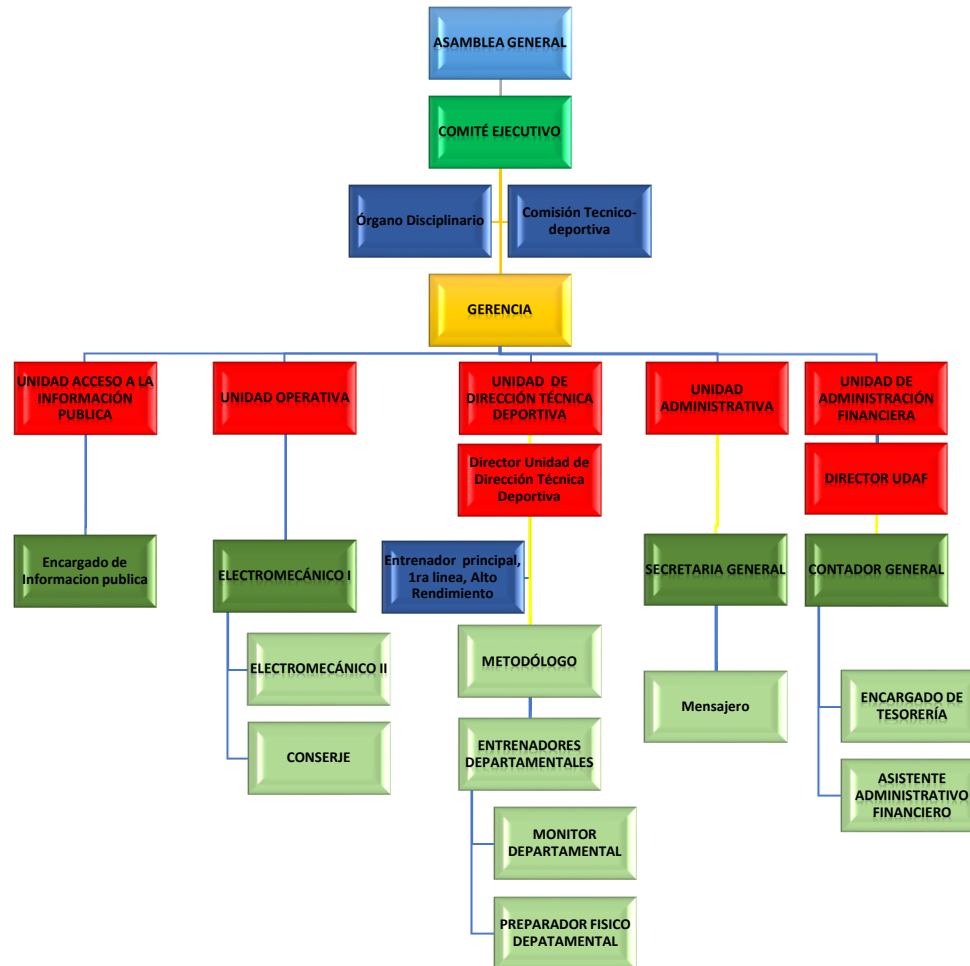 ASAMBLEA GENERAL
COMITÉ EJECUTIVO
Órgano Disciplinario
Comisión Tecnico-
deportiva
GERENCIA
UNIDAD ACCESO A LA
INFORMACIÓN
PUBLICA
UNIDAD OPERATIVA
UNIDAD DE
DIRECCIÓN TÉCNICA
DEPORTIVA
UNIDAD
ADMINISTRATIVA
UNIDAD DE
ADMINISTRACIÓN
FINANCIERA
Director Unidad de
Dirección Técnica
Deportiva
DIRECTOR UDAF
Encargado de
Informacion publica
ELECTROMECÁNICO I
Entrenador principal,
1ra linea, Alto
Rendimiento
SECRETARIA GENERAL
CONTADOR GENERAL
ELECTROMECÁNICO II
METODÓLOGO
Mensajero
ENCARGADO DE
TESORERÍA
CONSERJE
ENTRENADORES
DEPARTAMENTALES
ASISTENTE
ADMINISTRATIVO
FINANCIERO
MONITOR
DEPARTAMENTAL
PREPARADOR FISICO
DEPATAMENTAL